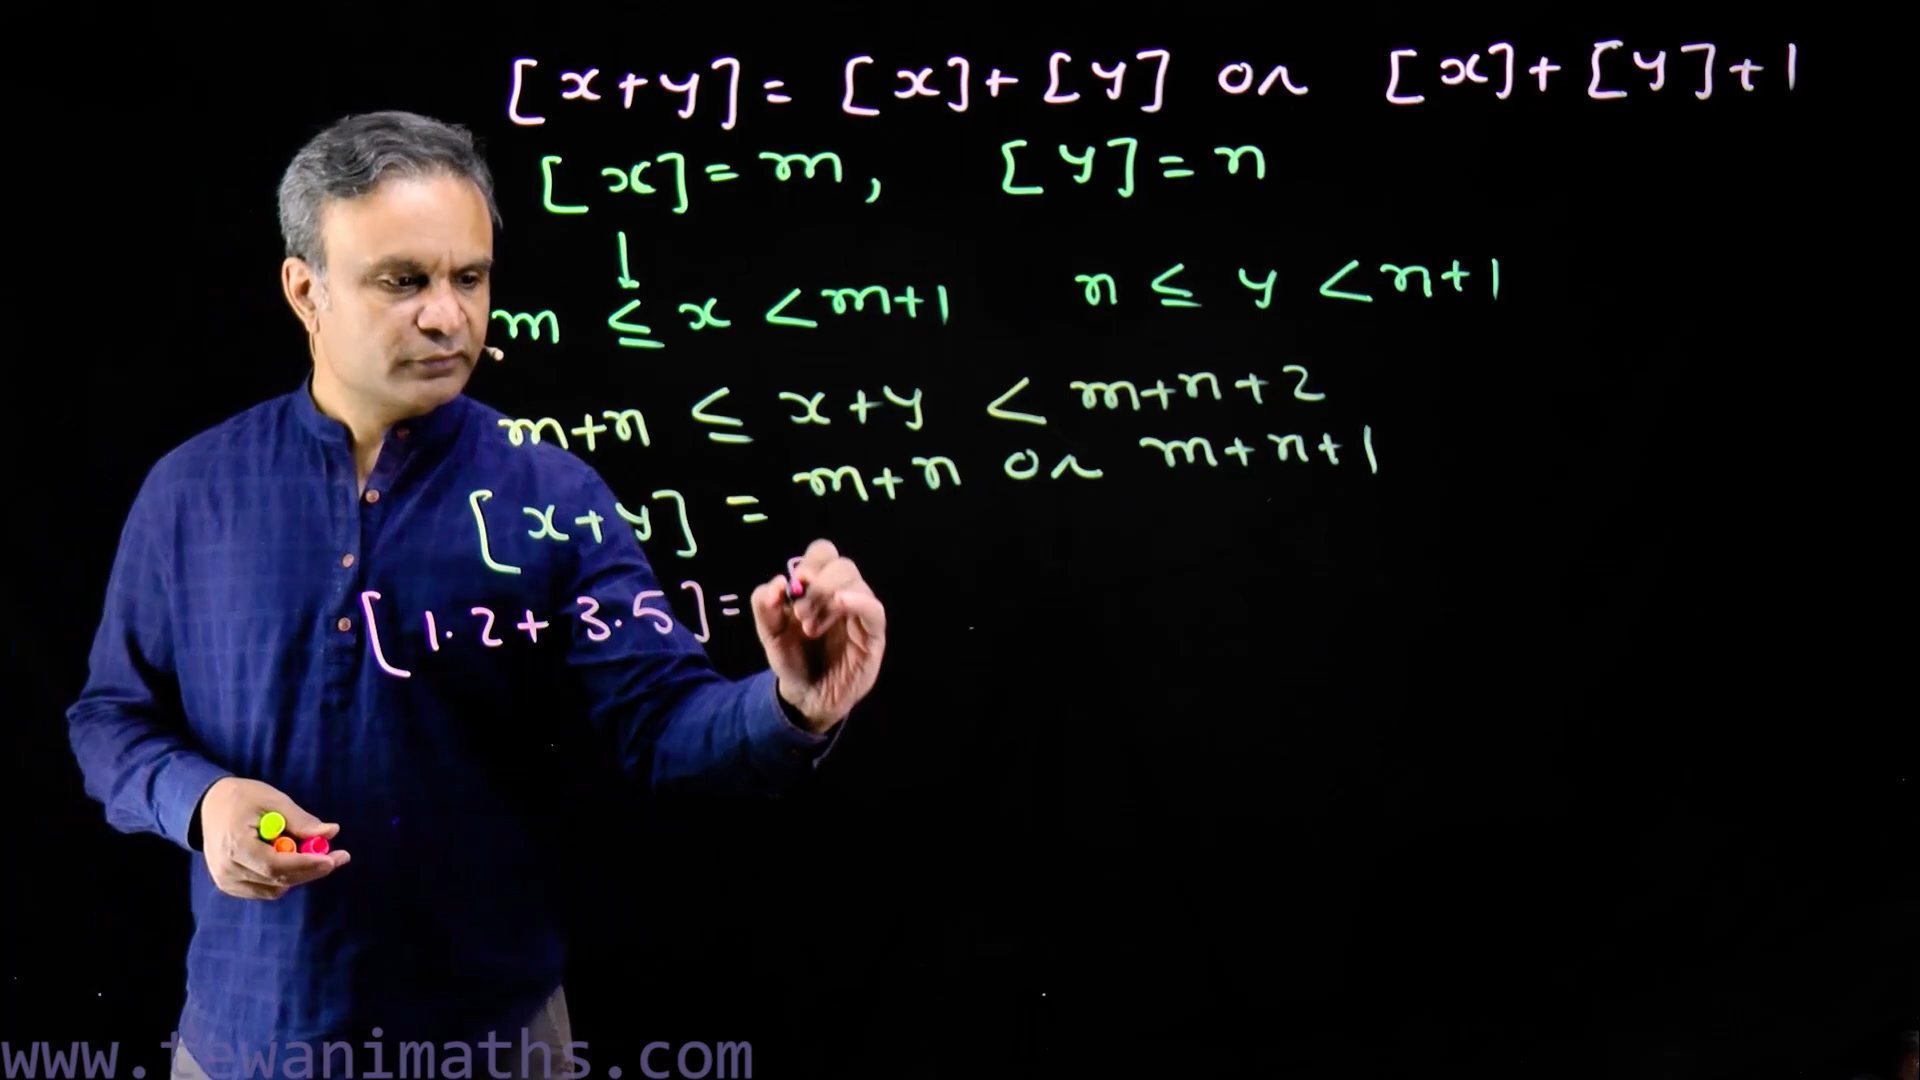 [x+y] = [x]+[y] or [x]+[y]+1
[x] = m, [y] = n
↓
m ≤ x < m+1 n ≤ y < n+1
m+n ≤ x+y < m+n+2
[x+y] = m+n or m+n+1
[1.2+3.5] =
www.tewanimaths.com